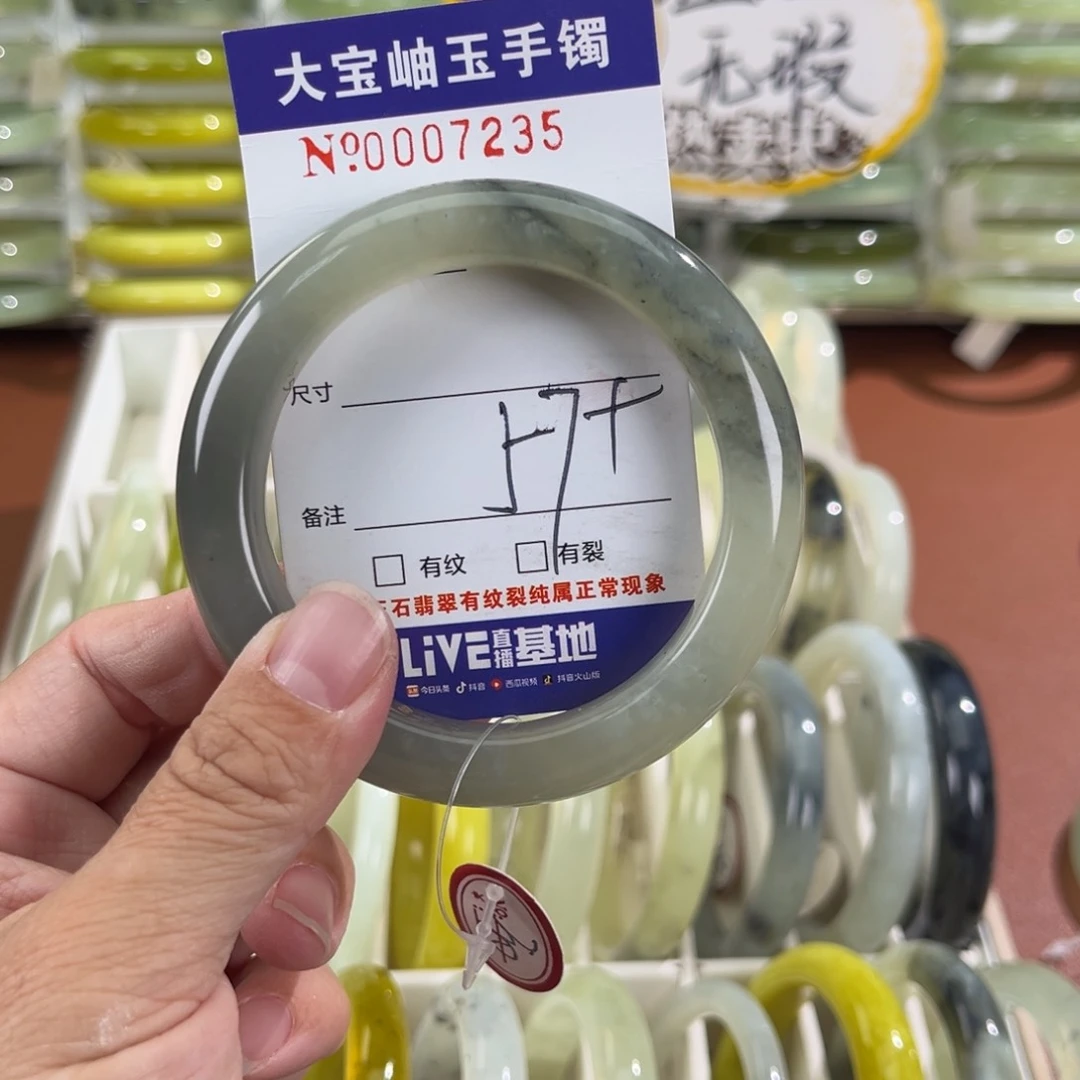 大宝岫玉手镯
无瑕
№0007235
尺寸
57+
备注
有纹 有裂
石翡翠有纹裂纯属正常现象
LiVE直播基地
今日头条 抖音 西瓜视频 抖音火山版